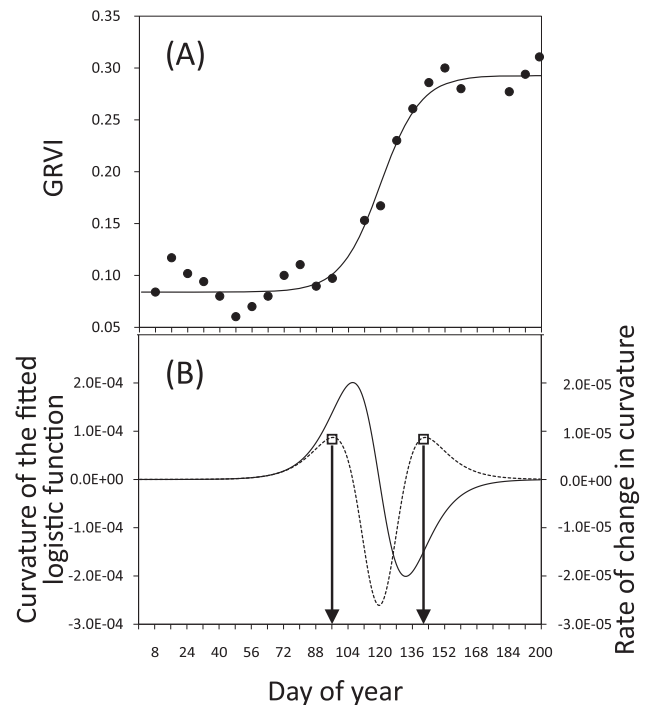 0.35
(A)
0.30
0.25
GRVI
0.20
0.15
0.10
0.05
Curvature of the fitted
logistic function
(B)
Rate of change in curvature
2.0E-04
2.0E-05
1.0E-04
1.0E-05
0.0E+00
0.0E+00
-1.0E-04
-1.0E-05
-2.0E-04
-2.0E-05
-3.0E-04
-3.0E-05
8 24 40 56 72 88 104 120 136 152 168 184 200
Day of year